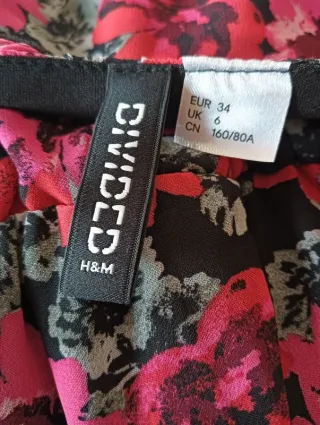 DIVIDED
H&M
EUR 34
UK 6
CN 160/80A